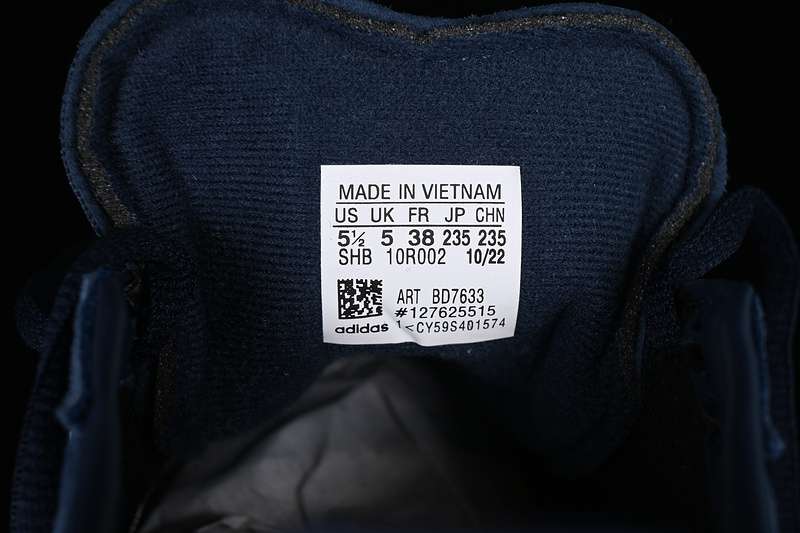 MADE IN VIETNAM
US UK FR JP CHN
5½ 5 38 235 235
SHB 10R002 10/22
ART BD7633
#127625515
adidas 1<CY59S401574